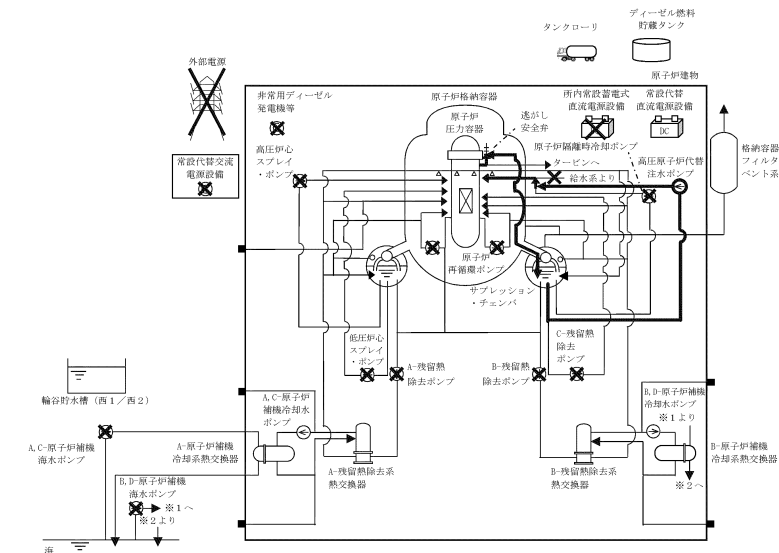 ディーゼル燃料
貯蔵タンク
タンクローリ
外部電源
原子炉建物
非常用ディーゼル
発電機等
原子炉格納容器
所内常設蓄電式
直流電源設備
常設代替
直流電源設備
DC
原子炉
圧力容器
逃がし
安全弁
高圧炉心
スプレイ
・ポンプ
原子炉隔離時冷却ポンプ
タービンへ
給水系より
高圧原子炉代替
注水ポンプ
格納容器
フィルタ
ベント系
常設代替交流
電源設備
原子炉
再循環ポンプ
サプレッション
・チェンバ
低圧炉心
スプレイ
・ポンプ
A-残留熱
除去ポンプ
B-残留熱
除去ポンプ
C-残留熱
除去
ポンプ
輪谷貯水槽（西１／西２）
A,C-原子炉
補機冷却水
ポンプ
B,D-原子炉補機
冷却水ポンプ
※１より
A,C-原子炉補機
海水ポンプ
A-原子炉補機
冷却系熱交換器
B-原子炉補機
冷却系熱交換器
B,D-原子炉補機
海水ポンプ
※１へ
※２より
A-残留熱除去系
熱交換器
B-残留熱除去系
熱交換器
※２へ
海